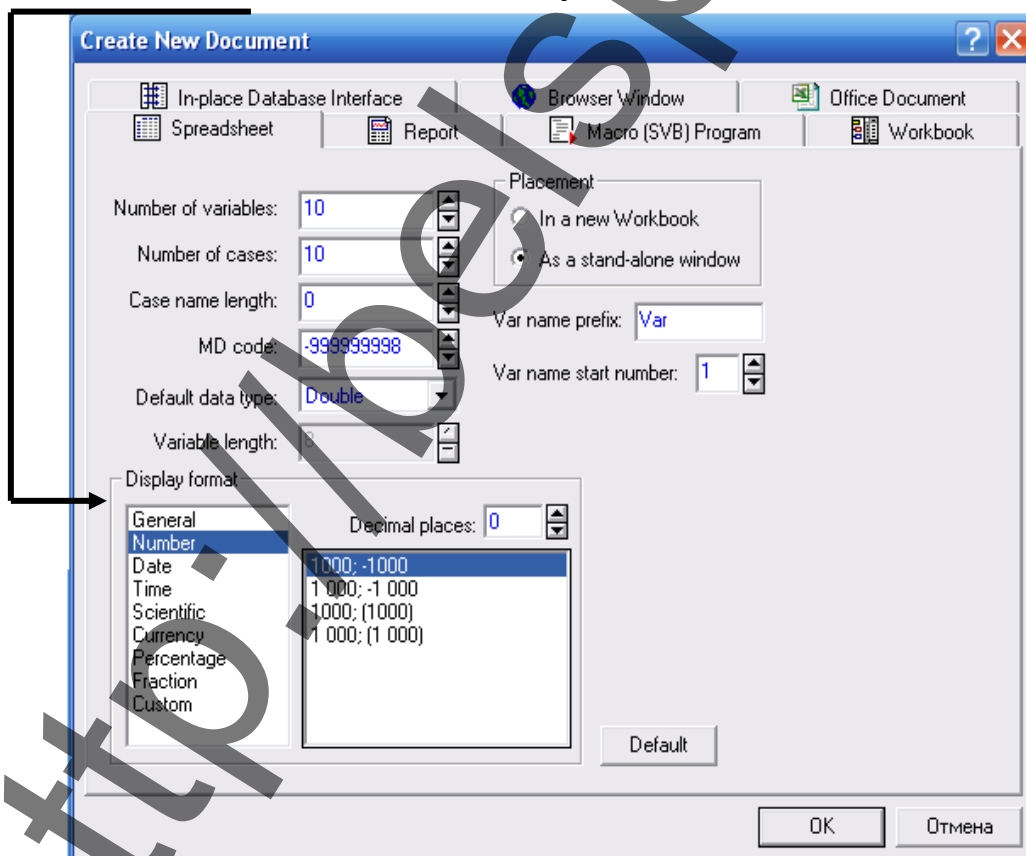 Create New Document
In-place Database Interface
Browser Window
Office Document
Spreadsheet
Report
Macro (SVB) Program
Workbook
Number of variables: 10
Number of cases: 10
Case name length: 0
MD code: -999999998
Default data type: Double
Variable length: 8
Placement
In a new Workbook
As a stand-alone window
Var name prefix: Var
Var name start number: 1
Display format
General
Number
Date
Time
Scientific
Currency
Percentage
Fraction
Custom
Decimal places: 0
1000; -1000
1 000; -1 000
1000; (1000)
1 000; (1 000)
Default
OK
Отмена
ttp://belsp